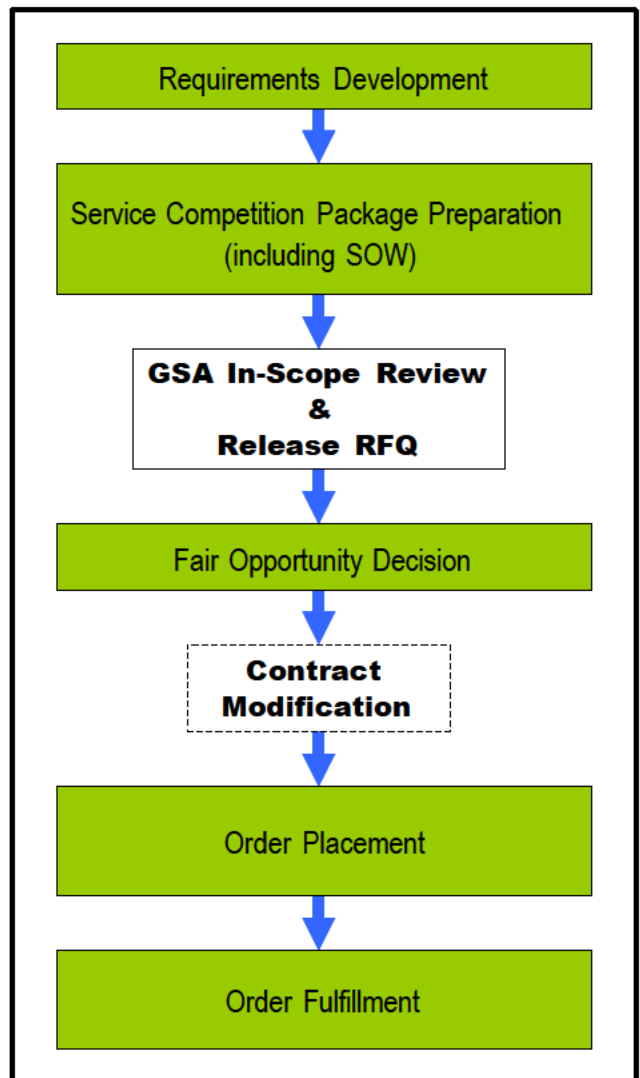 Requirements Development
Service Competition Package Preparation
(including SOW)
GSA In-Scope Review
&
Release RFQ
Fair Opportunity Decision
Contract
Modification
Order Placement
Order Fulfillment